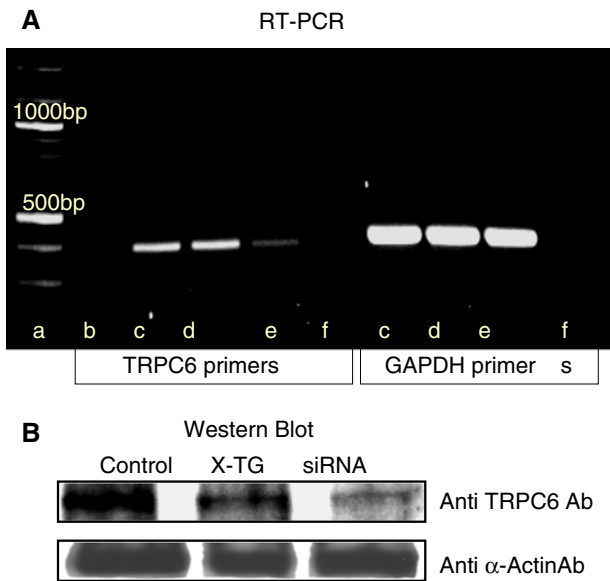 A
RT-PCR
1000bp
500bp
a b c d e f c d e f
TRPC6 primers GAPDH primer s
B
Western Blot
Control X-TG siRNA
Anti TRPC6 Ab
Anti α-ActinAb